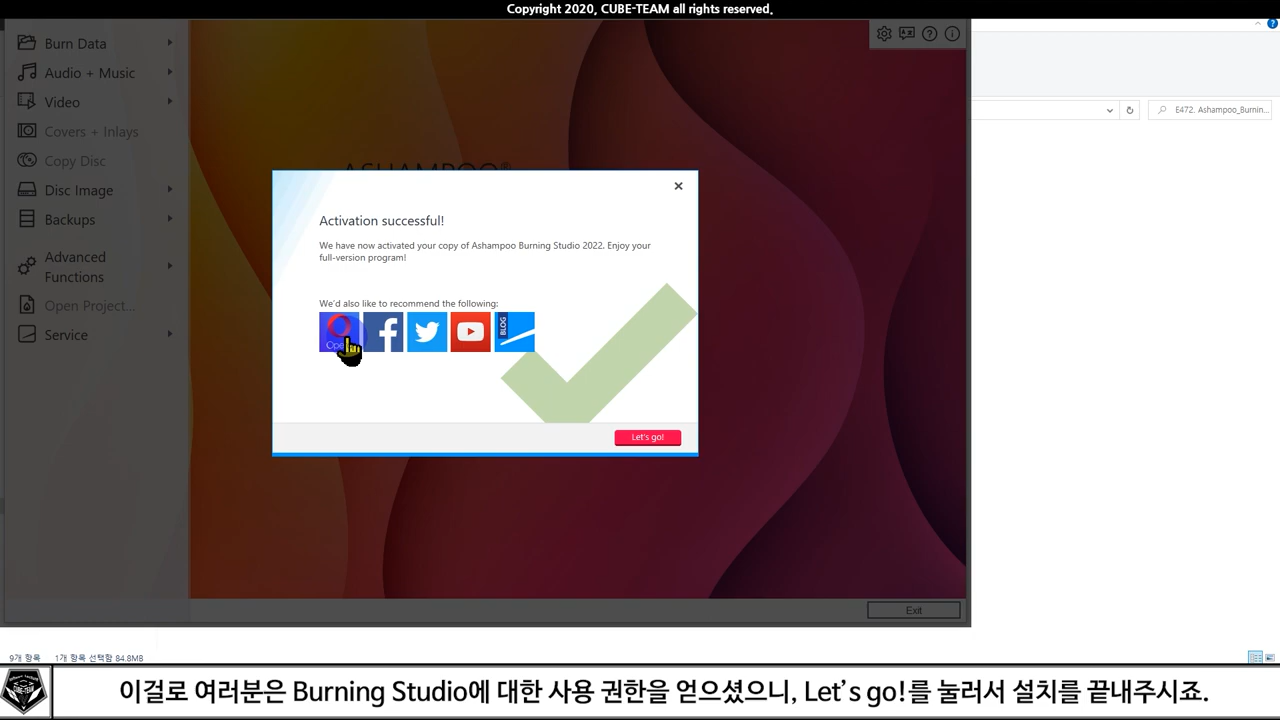 Copyright 2020, CUBE-TEAM all rights reserved.
Burn Data
Audio + Music
Video
Covers + Inlays
Copy Disc
Disc Image
Backups
Advanced
Functions
Open Project...
Service
E472. Ashampoo_Burnin...
ASHAMPOO®
Activation successful!
We have now activated your copy of Ashampoo Burning Studio 2022. Enjoy your
full-version program!
We'd also like to recommend the following:
BLOG
Let's go!
Exit
9개 항목 1개 항목 선택함 84.8MB
이걸로 여러분은 Burning Studio에 대한 사용 권한을 얻으셨으니, Let's go!를 눌러서 설치를 끝내주시죠.